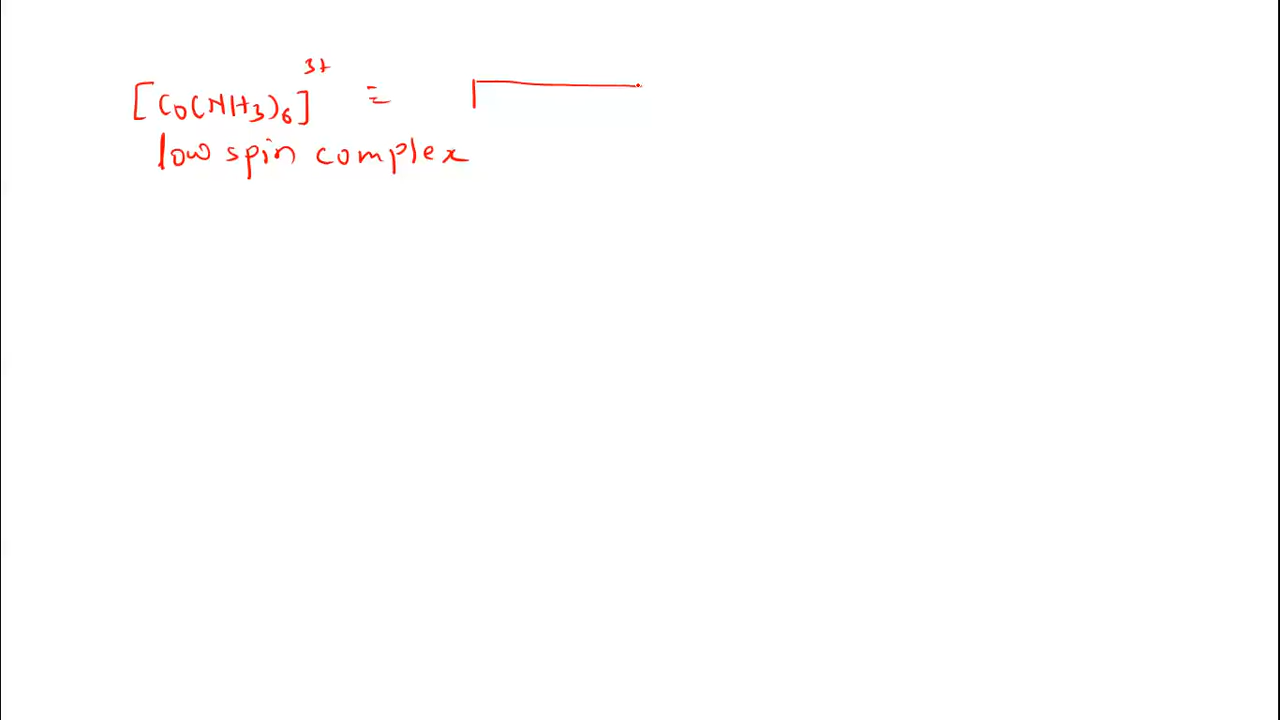 [Co(NH3)6]3+ =
low spin complex